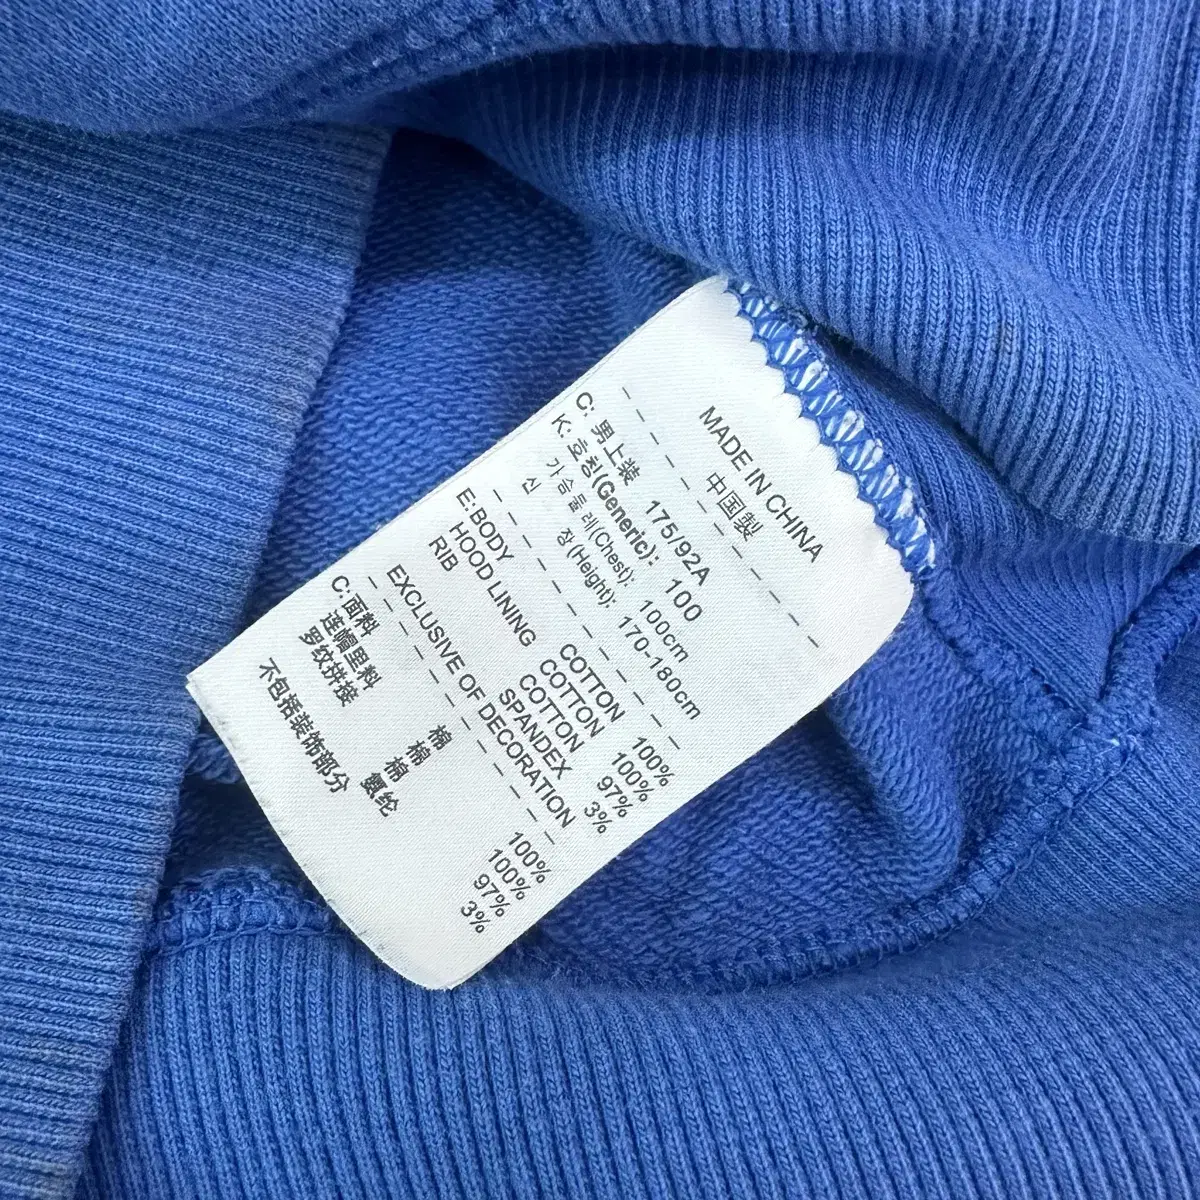 MADE IN CHINA
中国製
C: 男上装 175/92A
K: 호칭(Generic): 100
가슴둘레(Chest): 100cm
신 장(Height): 170-180cm
E:BODY COTTON 100%
HOOD LINING COTTON 100%
RIB COTTON 97%
SPANDEX 3%
EXCLUSIVE OF DECORATION
C:面料 棉 100%
连帽里料 棉 100%
罗纹拼接 棉 97%
氨纶 3%
不包括装饰部分